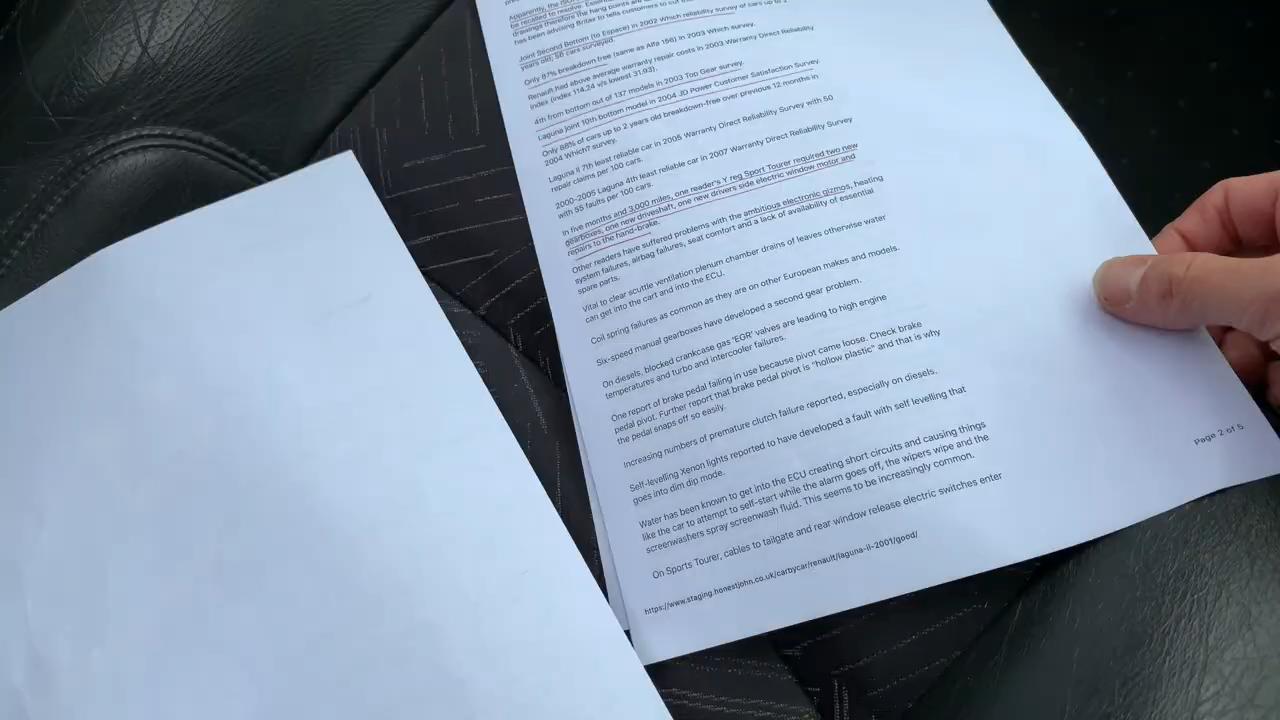 Apparently, the
be recalled to resolve. Essential
drawings therefore the hang points are
has been advising Britax to tells customers to cut
Joint Second Bottom (to Espace) in 2002 Which reliability survey of cars up to 2
years old; 56 cars surveyed.
Only 87% breakdown free (same as Alfa 156) in 2003 Which survey.
Renault had above average warranty repair costs in 2003 Warranty Direct Reliability
Index (index 114.24 v/s lowest 31.93).
4th from bottom out of 137 models in 2003 Top Gear survey.
Laguna joint 10th bottom model in 2004 JD Power Customer Satisfaction Survey.
Only 88% of cars up to 2 years old breakdown-free over previous 12 months in
2004 Which? survey.
Laguna II 7th least reliable car in 2005 Warranty Direct Reliability Survey with 50
repair claims per 100 cars.
2000-2005 Laguna 4th least reliable car in 2007 Warranty Direct Reliability Survey
with 55 faults per 100 cars.
In five months and 3,000 miles, one reader's Y reg Sport Tourer required two new
gearboxes, one new driveshaft, one new drivers side electric window motor and
repairs to the hand-brake.
Other readers have suffered problems with the ambitious electronic gizmos, heating
system failures, airbag failures, seat comfort and a lack of availability of essential
spare parts.
Vital to clear scuttle ventilation plenum chamber drains of leaves otherwise water
can get into the cart and into the ECU.
Coil spring failures as common as they are on other European makes and models.
Six-speed manual gearboxes have developed a second gear problem.
On diesels, blocked crankcase gas 'EGR' valves are leading to high engine
temperatures and turbo and intercooler failures.
One report of brake pedal failing in use because pivot came loose. Check brake
pedal pivot. Further report that brake pedal pivot is "hollow plastic" and that is why
the pedal snaps off so easily.
Increasing numbers of premature clutch failure reported, especially on diesels.
Self-levelling Xenon lights reported to have developed a fault with self levelling that
goes into dim dip mode.
Water has been known to get into the ECU creating short circuits and causing things
like the car to attempt to self-start while the alarm goes off, the wipers wipe and the
screenwashers spray screenwash fluid. This seems to be increasingly common.
On Sports Tourer, cables to tailgate and rear window release electric switches enter
https://www.staging.honestjohn.co.uk/carbycar/renault/laguna-ii-2001/good/
Page 2 of 5